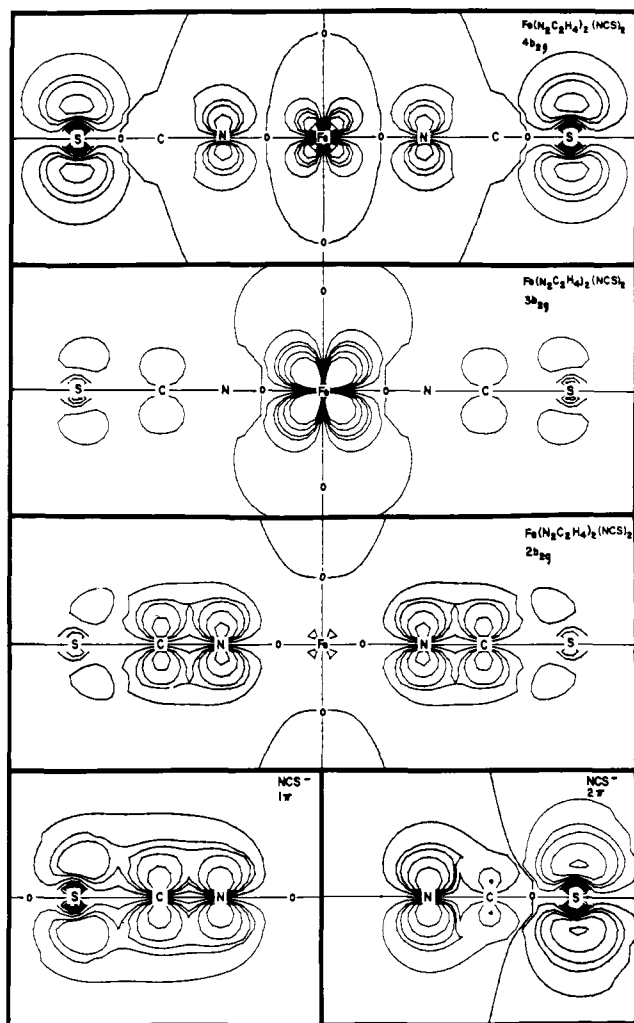 Fe(N₂C₂H₄)₂(NCS)₂
4b₂g
0
S 0 C N 0 Fe 0 N C 0 S
0
Fe(N₂C₂H₄)₂(NCS)₂
3b₂g
0
S C N 0 Fe 0 N C S
0
Fe(N₂C₂H₄)₂(NCS)₂
2b₂g
0
S C N 0 Fe 0 N C S
0
NCS⁻
1π
0 S C N 0
NCS⁻
2π
N C 0 S